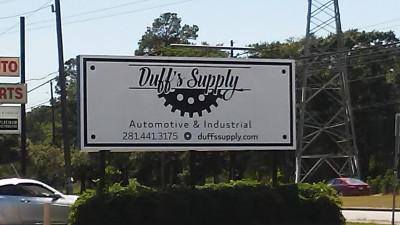 Duff's Supply
Automotive & Industrial
281.441.3175 duffssupply.com